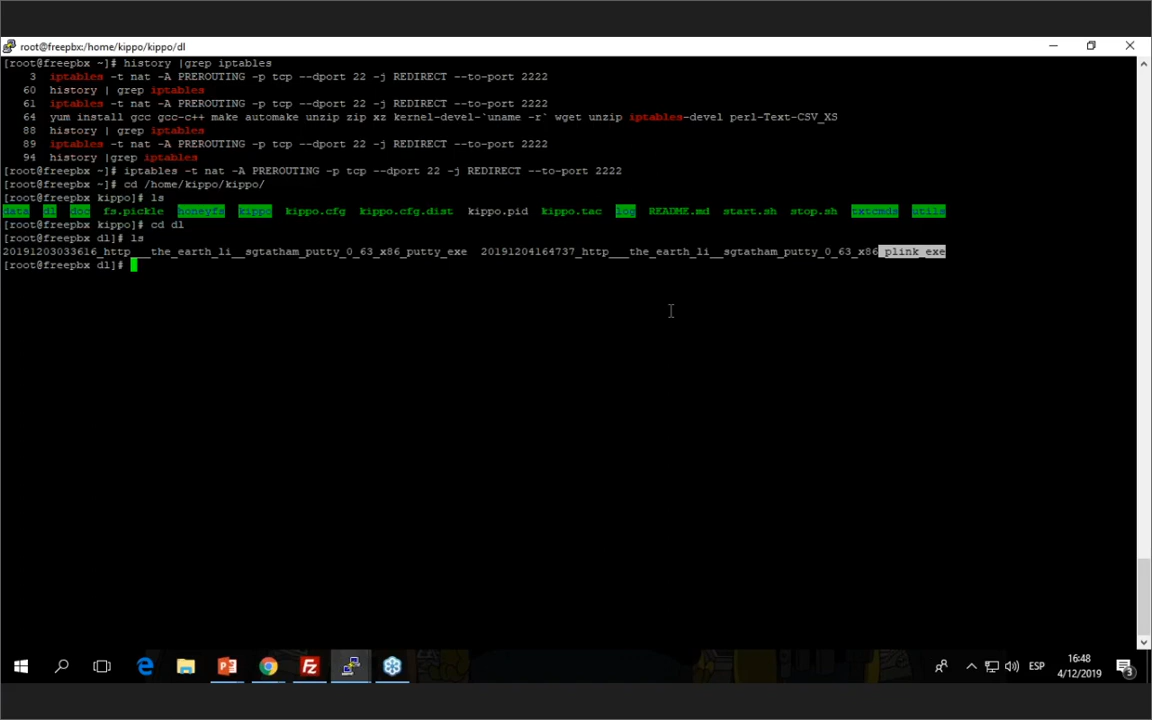 root@freepbx:/home/kippo/kippo/dl
[root@freepbx ~]# history |grep iptables
3 iptables -t nat -A PREROUTING -p tcp --dport 22 -j REDIRECT --to-port 2222
60 history | grep iptables
61 iptables -t nat -A PREROUTING -p tcp --dport 22 -j REDIRECT --to-port 2222
64 yum install gcc gcc-c++ make automake unzip zip xz kernel-devel-`uname -r` wget unzip iptables-devel perl-Text-CSV_XS
88 history | grep iptables
89 iptables -t nat -A PREROUTING -p tcp --dport 22 -j REDIRECT --to-port 2222
94 history |grep iptables
[root@freepbx ~]# iptables -t nat -A PREROUTING -p tcp --dport 22 -j REDIRECT --to-port 2222
[root@freepbx ~]# cd /home/kippo/kippo/
[root@freepbx kippo]# ls
data dl doc fs.pickle honeyfs kippo kippo.cfg kippo.cfg.dist kippo.pid kippo.tac log README.md start.sh stop.sh txtcmds utils
[root@freepbx kippo]# cd dl
[root@freepbx dl]# ls
20191203033616_http___the_earth_li__sgtatham_putty_0_63_x86_putty_exe 20191204164737_http___the_earth_li__sgtatham_putty_0_63_x86_plink_exe
[root@freepbx dl]#
ESP
16:48
4/12/2019
3